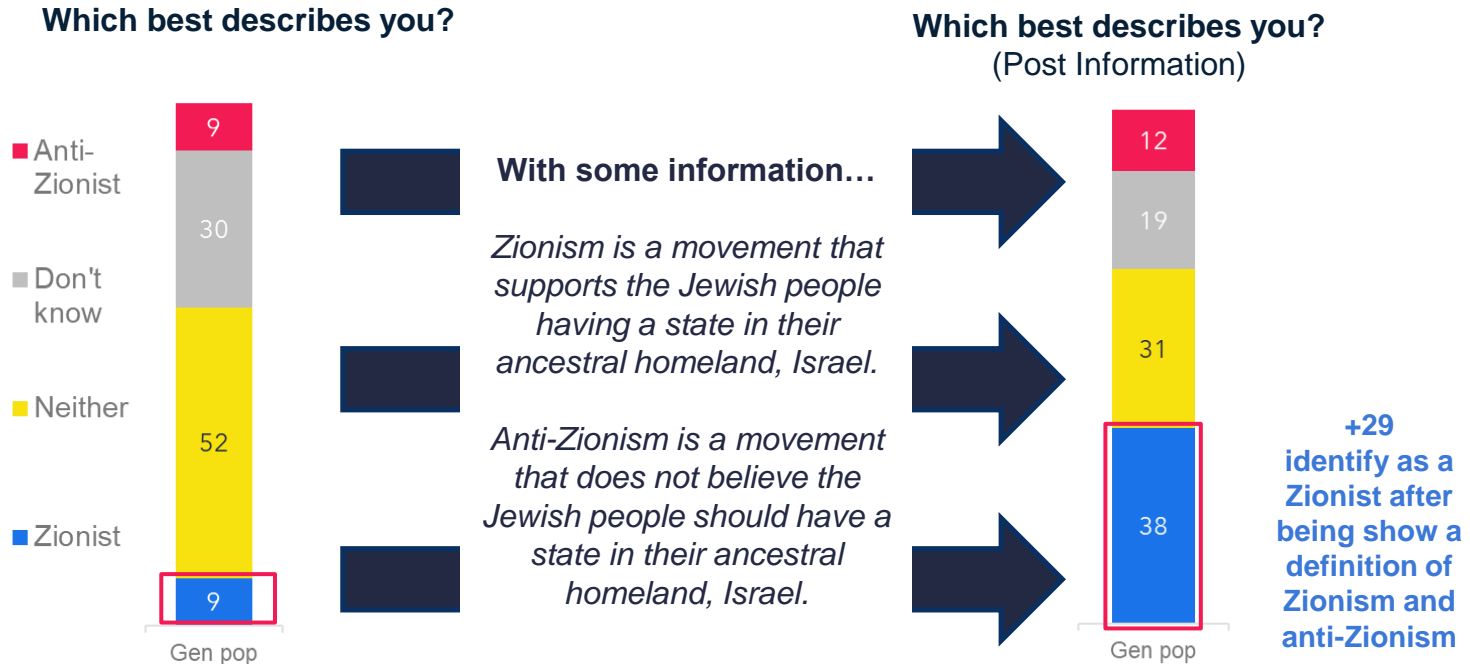 Which best describes you?
Anti-
Zionist
Don't
know
Neither
Zionist
9
30
52
9
Gen pop
With some information…
Zionism is a movement that
supports the Jewish people
having a state in their
ancestral homeland, Israel.
Anti-Zionism is a movement
that does not believe the
Jewish people should have a
state in their ancestral
homeland, Israel.
Which best describes you?
(Post Information)
12
19
31
38
Gen pop
+29
identify as a
Zionist after
being show a
definition of
Zionism and
anti-Zionism